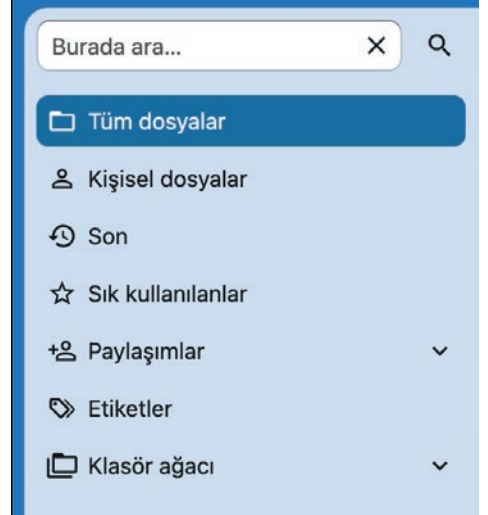 Burada ara...
Tüm dosyalar
Kişisel dosyalar
Son
Sık kullanılanlar
Paylaşımlar
Etiketler
Klasör ağacı